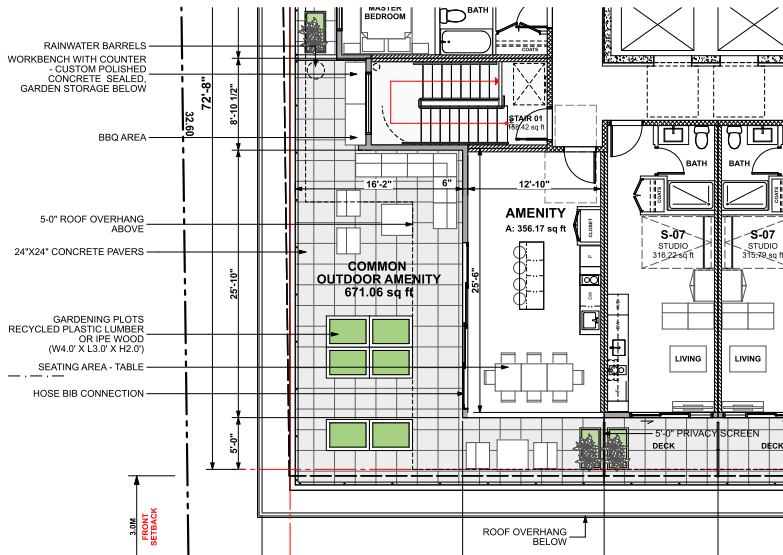 MASTER
BEDROOM
BATH
COATS
RAINWATER BARRELS
WORKBENCH WITH COUNTER
- CUSTOM POLISHED
CONCRETE SEALED,
GARDEN STORAGE BELOW
72'-8"
32.60
8'-10 1/2"
STAIR 01
BBQ AREA
16'-2"
6"
12'-10"
BATH
BATH
COATS
COATS
CLOSET
AMENITY
A: 356.17 sq ft
5-0" ROOF OVERHANG
ABOVE
24"X24" CONCRETE PAVERS
S-07
STUDIO
316.22 sq ft
S-07
STUDIO
315.79 sq ft
COMMON
OUTDOOR AMENITY
671.06 sq ft
25'-10"
25'-6"
F
DW
GARDENING PLOTS
RECYCLED PLASTIC LUMBER
OR IPE WOOD
(W4.0' X L3.0' X H2.0')
SEATING AREA - TABLE
HOSE BIB CONNECTION
LIVING
LIVING
5'-0"
5'-0" PRIVACY SCREEN
DECK
DECK
3.0M
FRONT
SETBACK
ROOF OVERHANG
BELOW